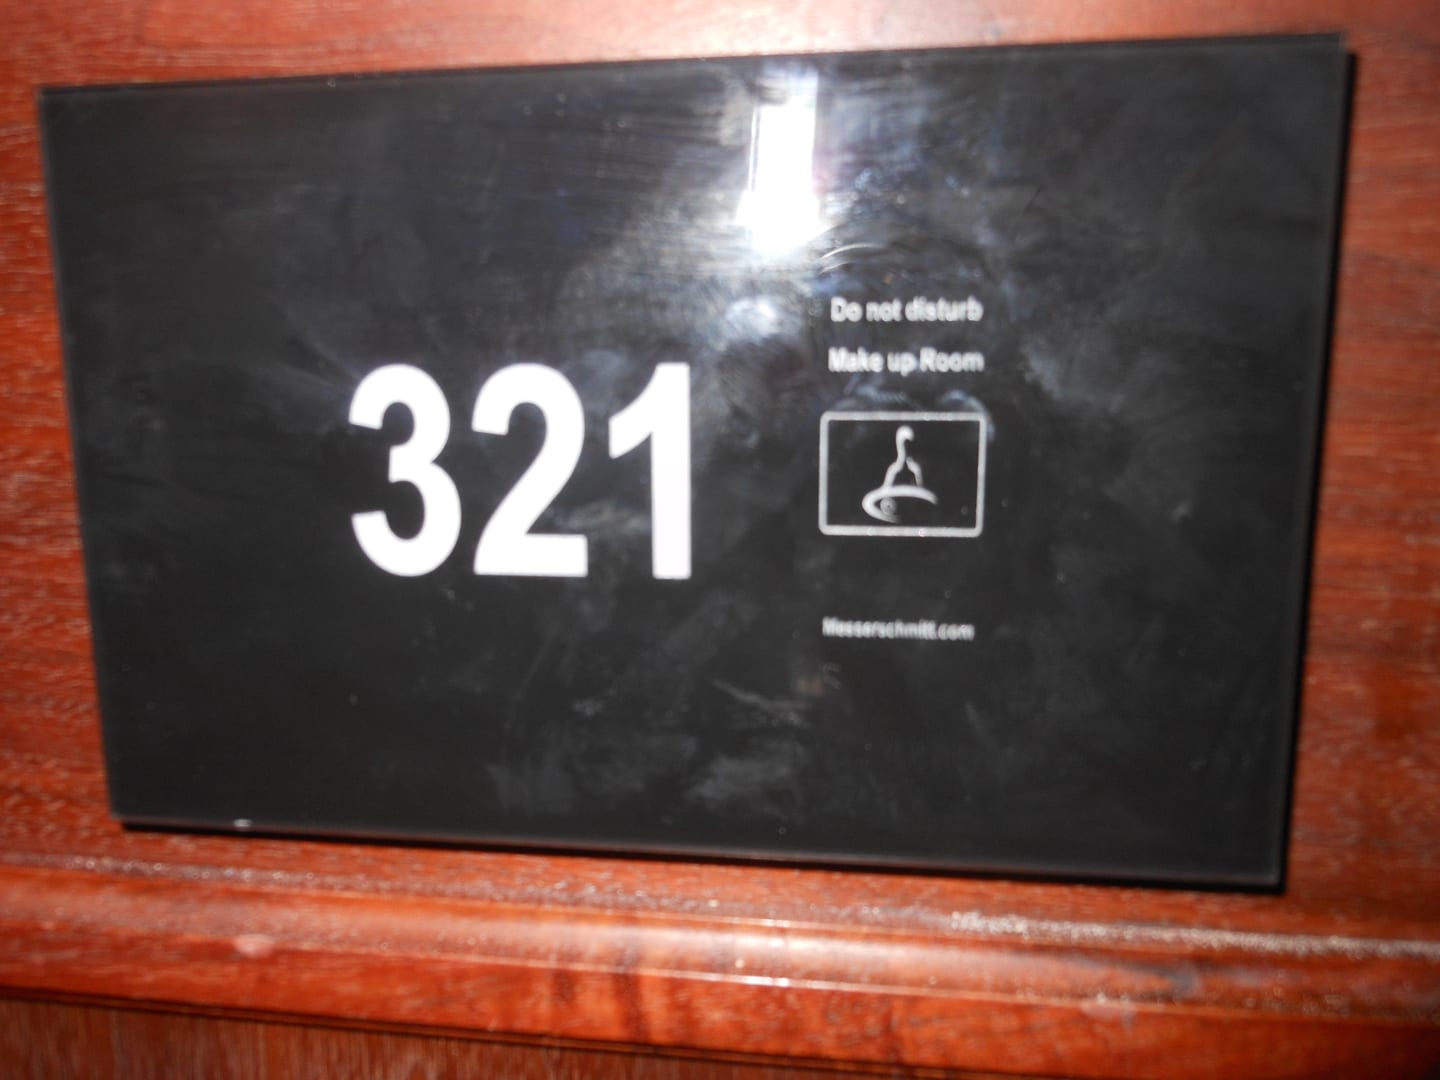 321
Do not disturb
Make up Room
Messerschmitt.com